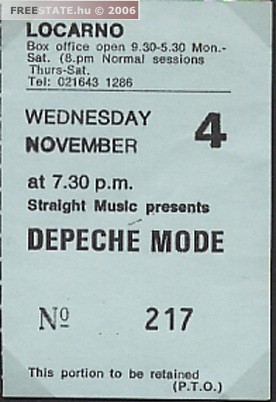 FREESTATE.hu © 2006
LOCARNO
Box office open 9.30-5.30 Mon.-
Sat. (8.pm Normal sessions
Thurs-Sat.
Tel: 021643 1286
WEDNESDAY 4
NOVEMBER
at 7.30 p.m.
Straight Music presents
DEPECHE MODE
Nº 217
This portion to be retained
(P.T.O.)